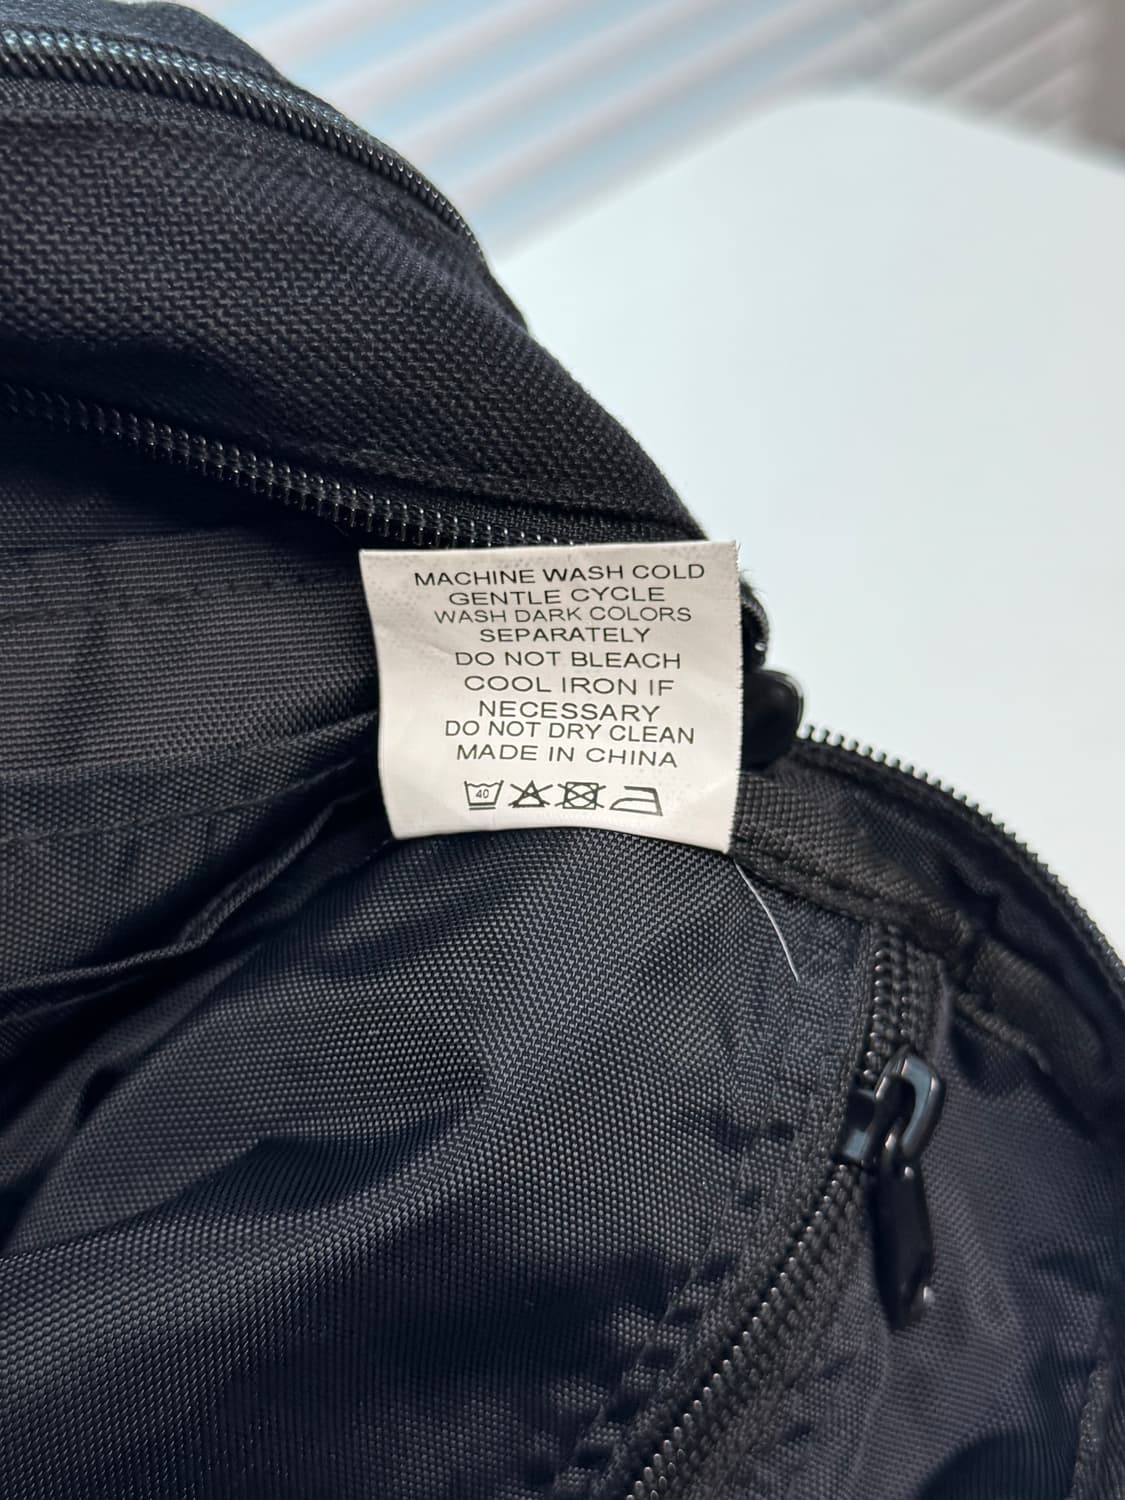 MACHINE WASH COLD
GENTLE CYCLE
WASH DARK COLORS
SEPARATELY
DO NOT BLEACH
COOL IRON IF
NECESSARY
DO NOT DRY CLEAN
MADE IN CHINA
40